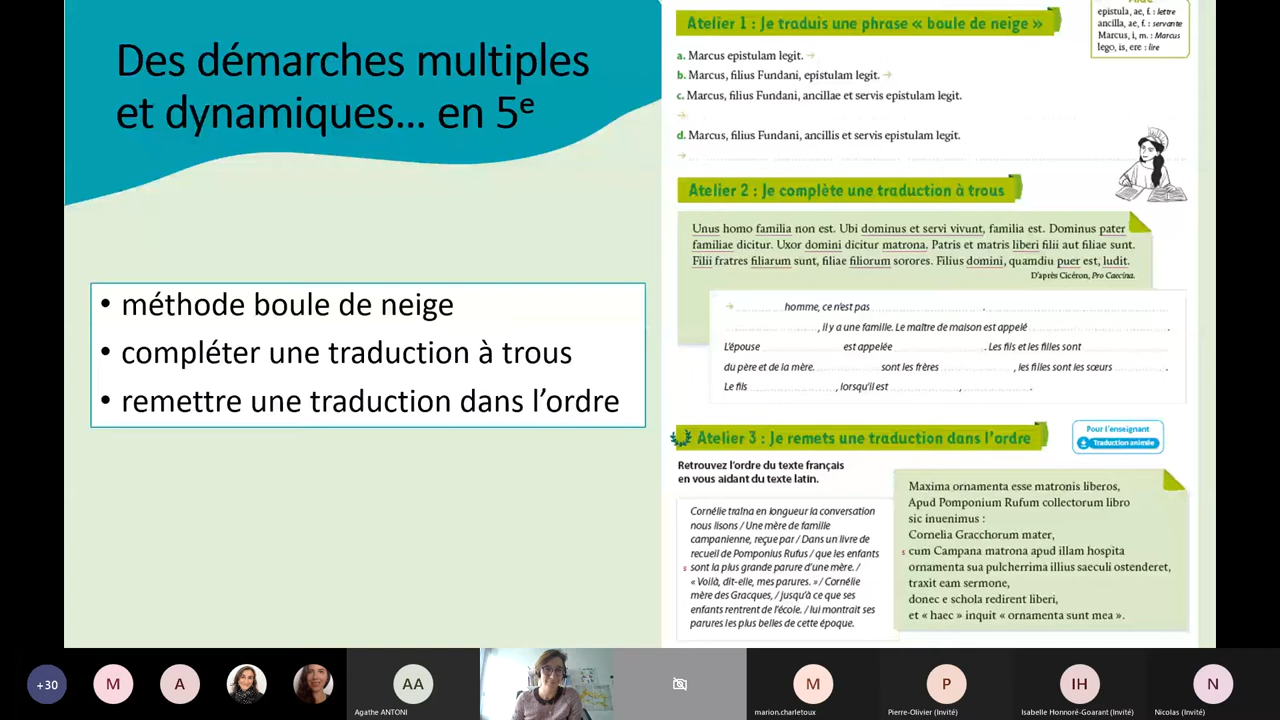 Des démarches multiples
et dynamiques... en 5e
• méthode boule de neige
• compléter une traduction à trous
• remettre une traduction dans l'ordre
Atelier 1 : Je traduis une phrase « boule de neige »
epistula, ae, f. : lettre
ancilla, ae, f. : servante
Marcus, i, m. : Marcus
lego, is, ere : lire
a. Marcus epistulam legit. →
b. Marcus, filius Fundani, epistulam legit. →
c. Marcus, filius Fundani, ancillae et servis epistulam legit.
→
d. Marcus, filius Fundani, ancillis et servis epistulam legit.
→
Atelier 2 : Je complète une traduction à trous
Unus homo familia non est. Ubi dominus et servi vivunt, familia est. Dominus pater
familiae dicitur. Uxor domini dicitur matrona. Patris et matris liberi filii aut filiae sunt.
Filii fratres filiarum sunt, filiae filiorum sorores. Filius domini, quamdiu puer est, ludit.
D'après Cicéron, Pro Caecina.
→ homme, ce n'est pas .
, il y a une famille. Le maître de maison est appelé .
L'épouse est appelée . Les fils et les filles sont
du père et de la mère. sont les frères , les filles sont les sœurs .
Le fils , lorsqu'il est , .
Atelier 3 : Je remets une traduction dans l'ordre
Pour l'enseignant
Traduction animée
Retrouvez l'ordre du texte français
en vous aidant du texte latin.
Cornélie traîna en longueur la conversation
nous lisons / Une mère de famille
campanienne, reçue par / Dans un livre de
recueil de Pomponius Rufus / que les enfants
5 sont la plus grande parure d'une mère. /
« Voilà, dit-elle, mes parures. » / Cornélie
mère des Gracques, / jusqu'à ce que ses
enfants rentrent de l'école. / lui montrait ses
parures les plus belles de cette époque.
Maxima ornamenta esse matronis liberos,
Apud Pomponium Rufum collectorum libro
sic inuenimus :
Cornelia Gracchorum mater,
5 cum Campana matrona apud illam hospita
ornamenta sua pulcherrima illius saeculi ostenderet,
traxit eam sermone,
donec e schola redirent liberi,
et « haec » inquit « ornamenta sunt mea ».
+30
M
A
AA
Agathe ANTONI
M
marion.charletoux
P
Pierre-Olivier (Invité)
IH
Isabelle Honnoré-Goarant (Invité)
N
Nicolas (Invité)